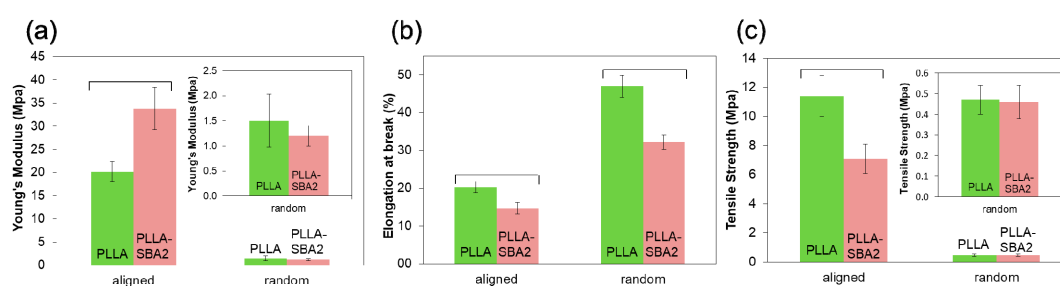 (a)
Young's Modulus (Mpa)
45
40
35
30
25
20
15
10
5
0
PLLA
PLLA-
SBA2
PLLA
PLLA-
SBA2
aligned
random
Young's Modulus (Mpa)
2.5
2.0
1.5
1.0
0.5
0.0
PLLA
PLLA-
SBA2
random
(b)
Elongation at break (%)
50
40
30
20
10
00
PLLA
PLLA-
SBA2
PLLA
PLLA-
SBA2
aligned
random
(c)
Tensile Strength (Mpa)
14
12
10
8
6
4
2
0
PLLA
PLLA-
SBA2
PLLA
PLLA-
SBA2
aligned
random
Tensile Strength (Mpa)
0.6
0.5
0.4
0.3
0.2
0.1
0.0
PLLA
PLLA-
SBA2
random